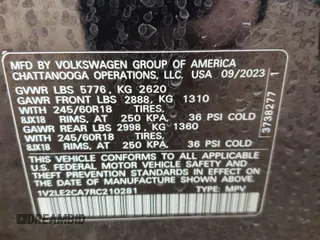 MFD BY VOLKSWAGEN GROUP OF AMERICA
CHATTANOOGA OPERATIONS, LLC, USA 09/2023
GVWR LBS 5776, KG 2620
GAWR FRONT LBS 2888, KG 1310
245/60R18 TIRES,
8JX18 RIMS, AT 250 KPA, 36 PSI COLD
GAWR REAR LBS 2998, KG 1360
245/60R18 TIRES,
8JX18 RIMS, AT 250 KPA, 36 PSI COLD
THIS VEHICLE CONFORMS TO ALL APPLICABLE
U.S. FEDERAL MOTOR VEHICLE SAFETY AND
THEFT PREVENTION STANDARDS IN EFFECT ON THE
DATE OF MANUFACTURE SHOWN ABOVE.
1V2LE2CA7RC210281 TYPE: MPV
3738277 1